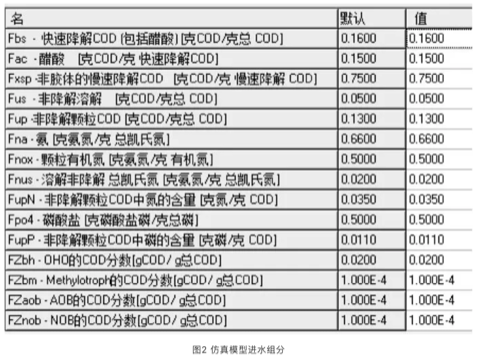 名 默认 值
Fbs - 快速降解COD (包括醋酸) [克COD/克总 COD] 0.1600 0.1600
Fac - 醋酸 [克COD/克 快速降解COD] 0.1500 0.1500
Fxsp -非胶体的慢速降解COD [克COD/克 慢速降解 COD] 0.7500 0.7500
Fus - 非降解溶解 [克COD/克总 COD] 0.0500 0.0500
Fup -非降解颗粒COD [克COD/克总 COD] 0.1300 0.1300
Fna - 氨 [克氨氮/克 总凯氏氮] 0.6600 0.6600
Fnox - 颗粒有机氮 [克氨氮/克 有机氮] 0.5000 0.5000
Fnus - 溶解非降解 总凯氏氮 [克氨氮/克 总凯氏氮] 0.0200 0.0200
FupN - 非降解颗粒COD中氮的含量 [克氮/克 COD] 0.0350 0.0350
Fpo4 - 磷酸盐 [克磷酸盐磷/克总磷] 0.5000 0.5000
FupP - 非降解颗粒COD中磷的含量 [克磷/克 COD] 0.0110 0.0110
FZbh - OHO的COD分数[gCOD/ g总COD] 0.0200 0.0200
FZbm - Methylotroph的COD分数[gCOD/ g总COD] 1.000E-4 1.000E-4
FZaob - AOB的COD分数[gCOD/ g总COD] 1.000E-4 1.000E-4
FZnob - NOB的COD分数[gCOD/ g总COD] 1.000E-4 1.000E-4
图2 仿真模型进水组分